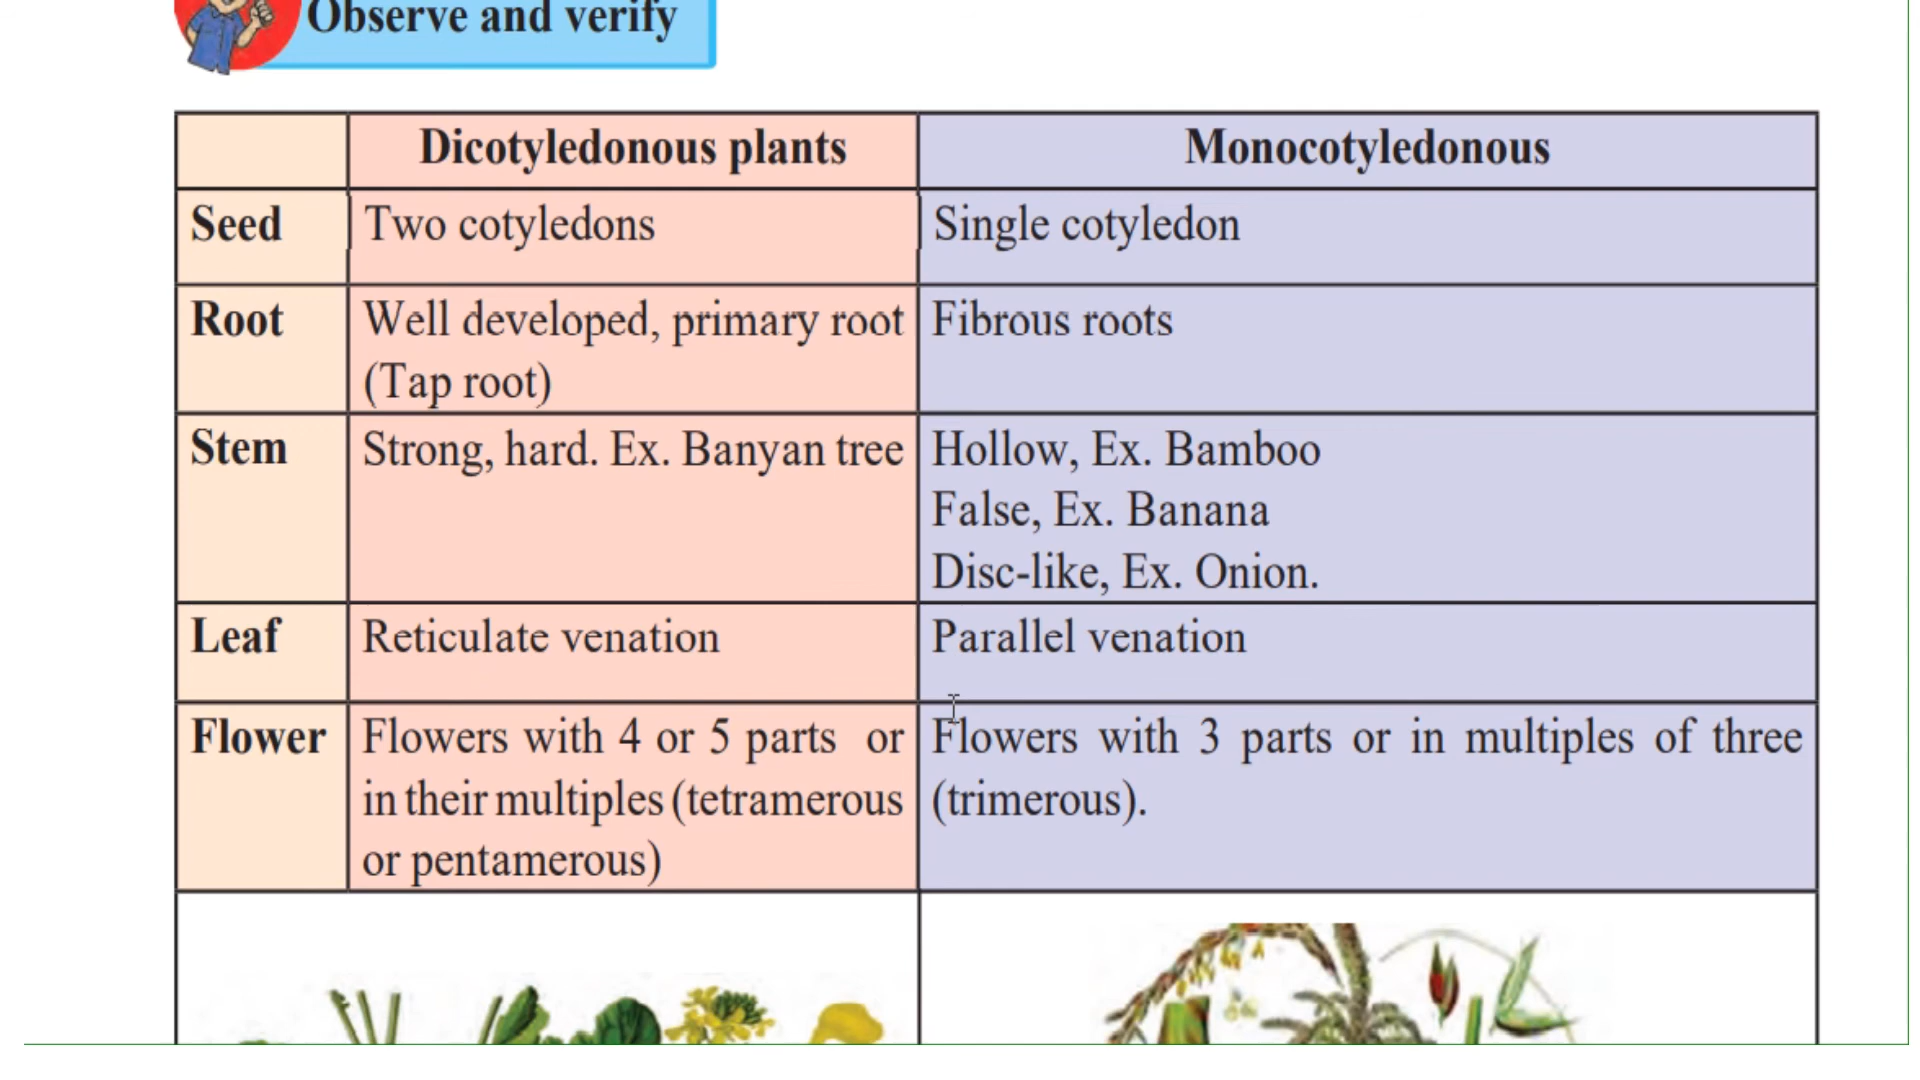 Observe and verify
Dicotyledonous plants
Monocotyledonous
Seed
Two cotyledons
Single cotyledon
Root
Well developed, primary root
(Tap root)
Fibrous roots
Stem
Strong, hard. Ex. Banyan tree
Hollow, Ex. Bamboo
False, Ex. Banana
Disc-like, Ex. Onion.
Leaf
Reticulate venation
Parallel venation
Flower
Flowers with 4 or 5 parts or
in their multiples (tetramerous
or pentamerous)
Flowers with 3 parts or in multiples of three
(trimerous).